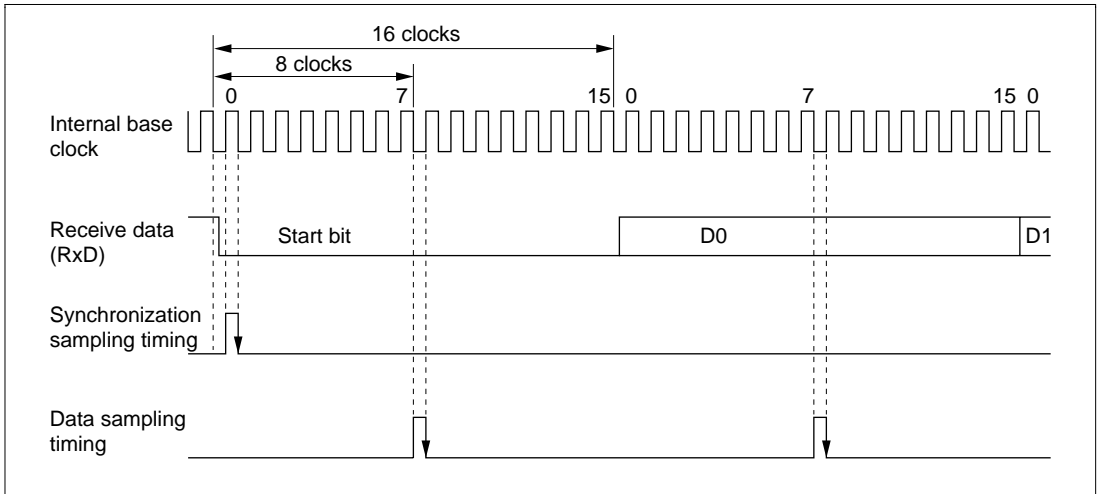 16 clocks
8 clocks
0 7 15 0 7 15 0
Internal base
clock
Receive data
(RxD)
Start bit D0 D1
Synchronization
sampling timing
Data sampling
timing